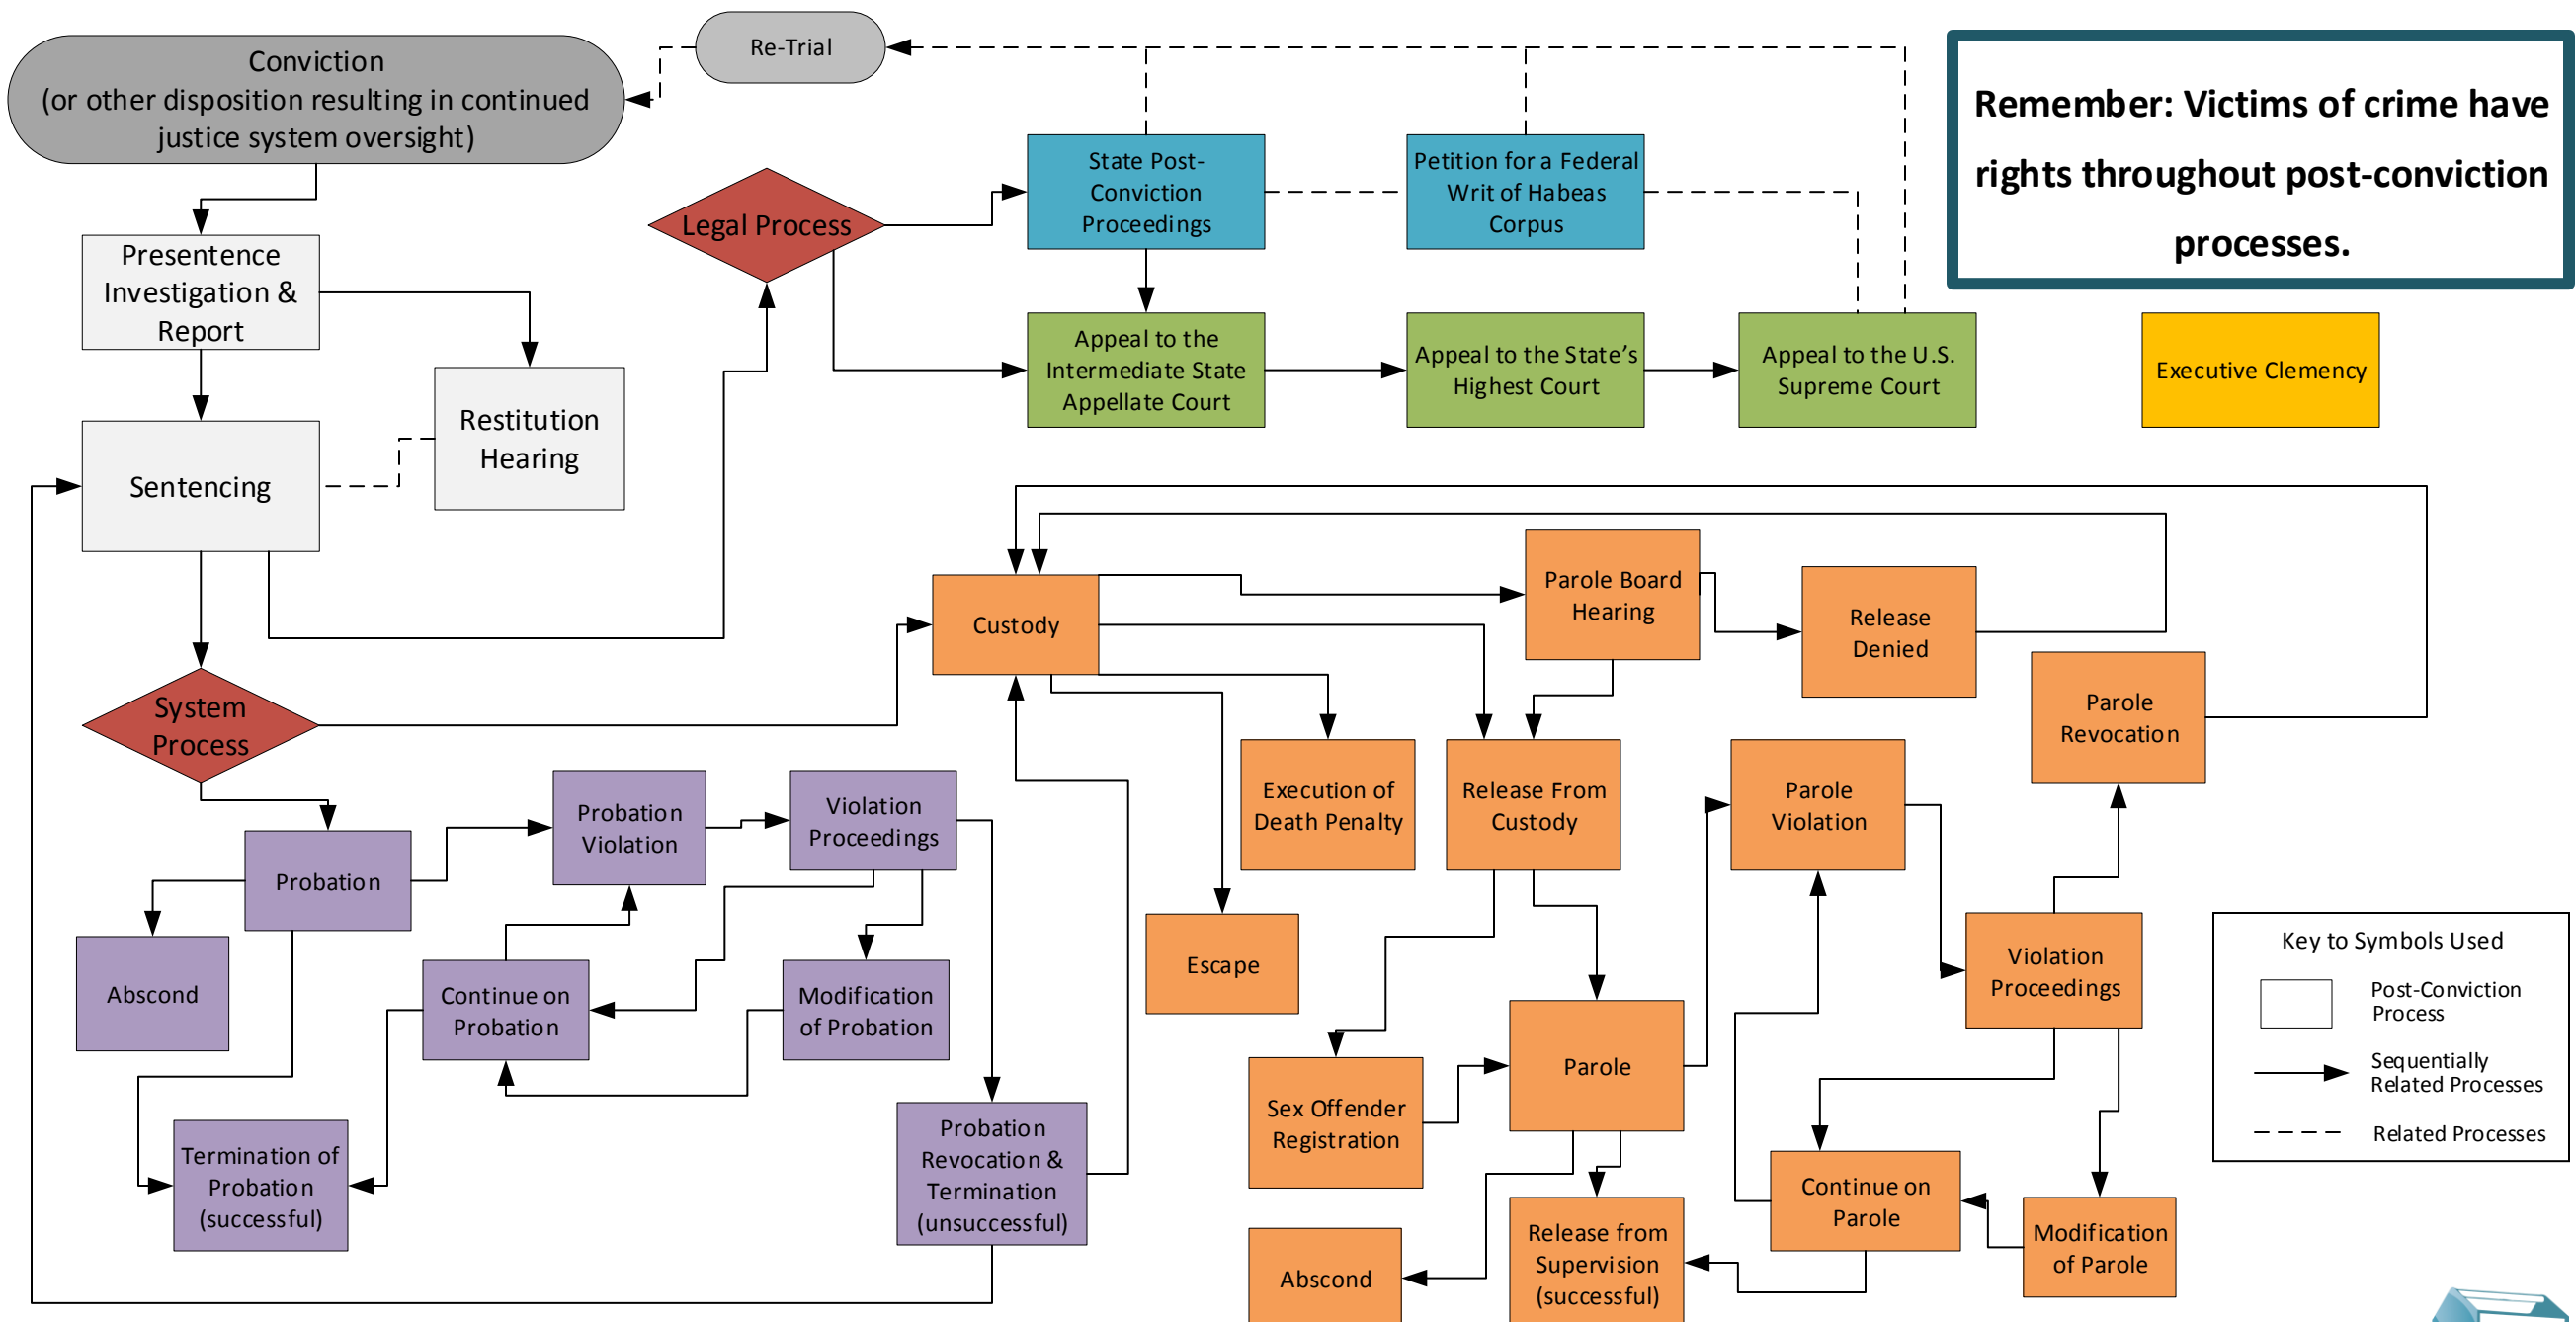 Re-Trial
Conviction
(or other disposition resulting in continued
justice system oversight)
Remember: Victims of crime have
rights throughout post-conviction
processes.
State Post-
Conviction
Proceedings
Petition for a Federal
Writ of Habeas
Corpus
Legal Process
Presentence
Investigation &
Report
Appeal to the
Intermediate State
Appellate Court
Appeal to the State’s
Highest Court
Appeal to the U.S.
Supreme Court
Executive Clemency
Restitution
Hearing
Sentencing
Parole Board
Hearing
Custody
Release
Denied
System
Process
Parole
Revocation
Execution of
Death Penalty
Release From
Custody
Parole
Violation
Probation
Violation
Violation
Proceedings
Probation
Escape
Violation
Proceedings
Abscond
Continue on
Probation
Modification
of Probation
Parole
Sex Offender
Registration
Probation
Revocation &
Termination
(unsuccessful)
Termination of
Probation
(successful)
Continue on
Parole
Modification
of Parole
Release from
Supervision
(successful)
Abscond
Key to Symbols Used
Post-Conviction
Process
Sequentially
Related Processes
Related Processes